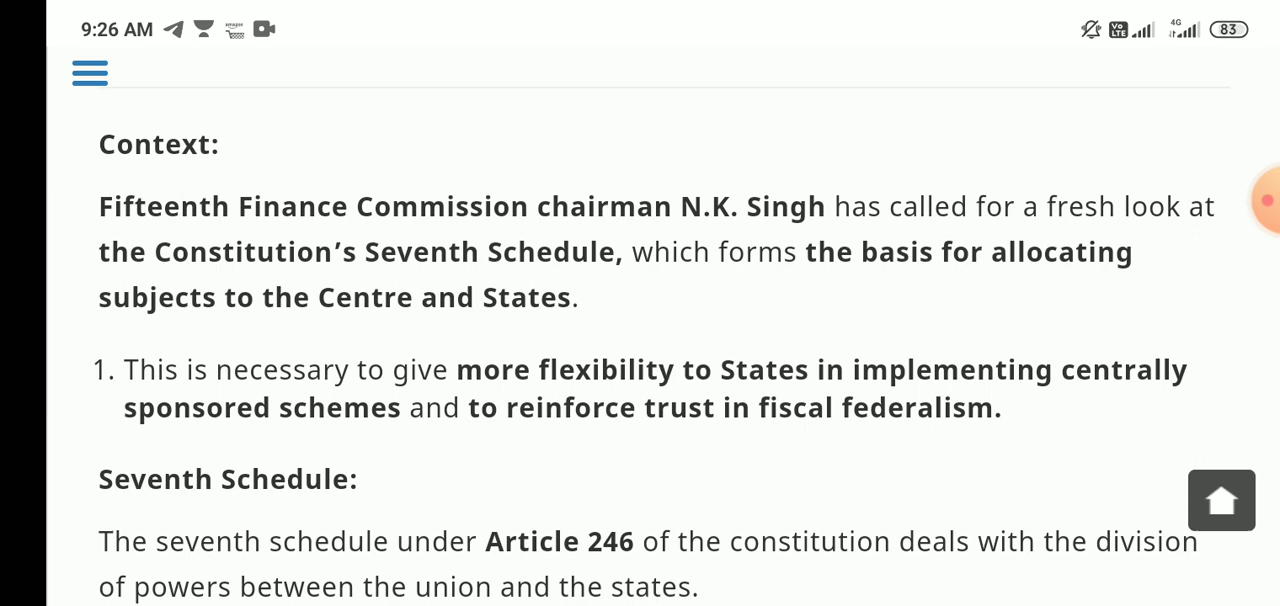 9:26 AM
Vo LTE
4G
83
Context:
Fifteenth Finance Commission chairman N.K. Singh has called for a fresh look at
the Constitution’s Seventh Schedule, which forms the basis for allocating
subjects to the Centre and States.
1. This is necessary to give more flexibility to States in implementing centrally
sponsored schemes and to reinforce trust in fiscal federalism.
Seventh Schedule:
The seventh schedule under Article 246 of the constitution deals with the division
of powers between the union and the states.